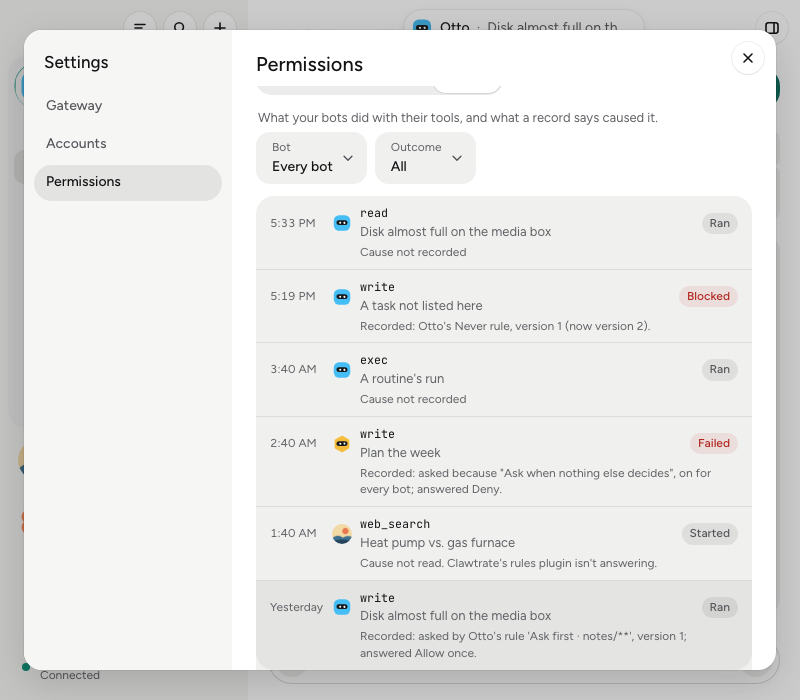 Otto · Disk almost full on th
Settings
Gateway
Accounts
Permissions
Permissions
What your bots did with their tools, and what a record says caused it.
Bot
Every bot
Outcome
All
5:33 PM
read
Disk almost full on the media box
Cause not recorded
Ran
5:19 PM
write
A task not listed here
Recorded: Otto's Never rule, version 1 (now version 2).
Blocked
3:40 AM
exec
A routine's run
Cause not recorded
Ran
2:40 AM
write
Plan the week
Recorded: asked because "Ask when nothing else decides", on for
every bot; answered Deny.
Failed
1:40 AM
web_search
Heat pump vs. gas furnace
Cause not read. Clawtrate's rules plugin isn't answering.
Started
Yesterday
write
Disk almost full on the media box
Recorded: asked by Otto's rule 'Ask first · notes/**', version 1;
answered Allow once.
Ran
Connected